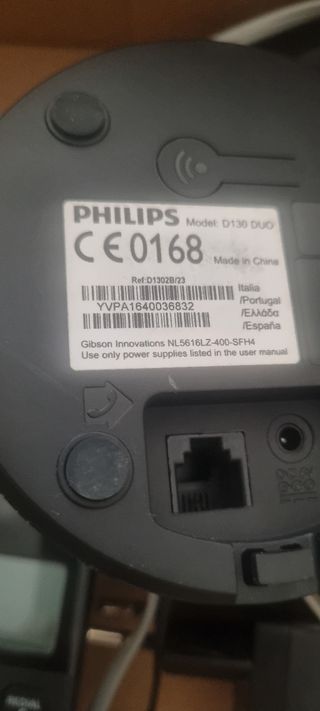 PHILIPS Model: D130 DUO
CE0168 Made in China
Ref:D1302B/23
YVPA1640036832
Italia
/Portugal
/Ελλάδα
/España
Gibson Innovations NL5616LZ-400-SFH4
Use only power supplies listed in the user manual
REDIAL